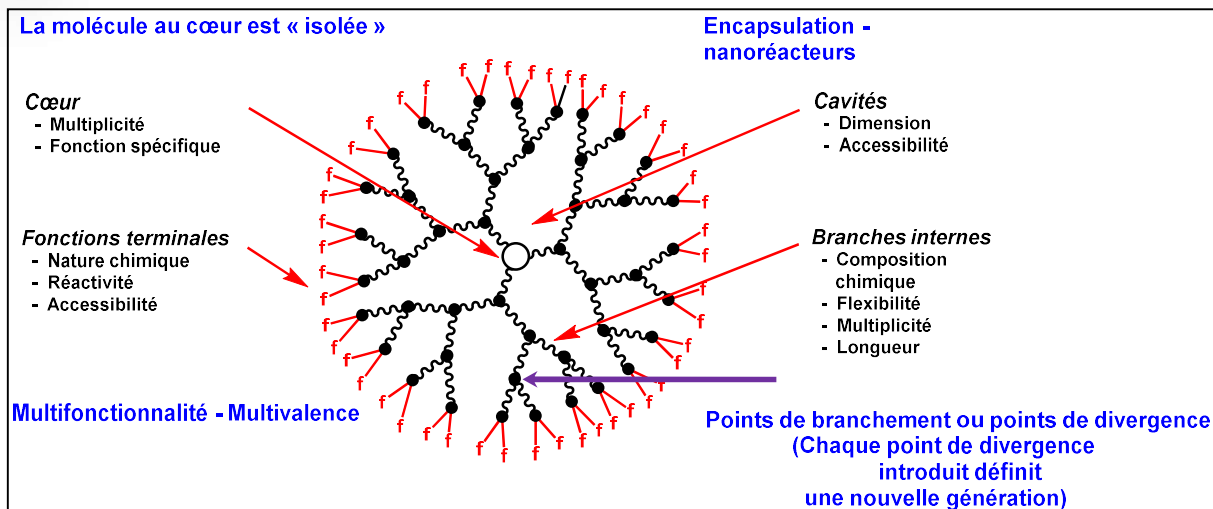 La molécule au cœur est « isolée »
Encapsulation -
nanoréacteurs
Cœur
- Multiplicité
- Fonction spécifique
Cavités
- Dimension
- Accessibilité
Fonctions terminales
- Nature chimique
- Réactivité
- Accessibilité
Branches internes
- Composition
chimique
- Flexibilité
- Multiplicité
- Longueur
Multifonctionnalité - Multivalence
Points de branchement ou points de divergence
(Chaque point de divergence
introduit définit
une nouvelle génération)
f f f f f f f f f f f f f f f f f f f f f f f f f f f f f f f f f f f f f f f f f f f f f f f f